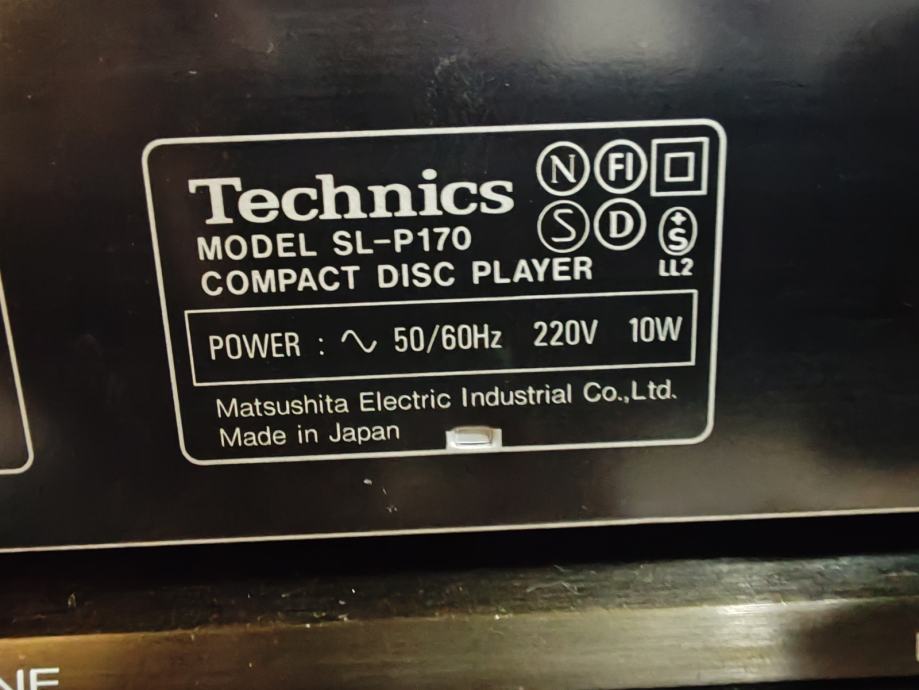 Technics
N FI
S D S
MODEL SL-P170
COMPACT DISC PLAYER
LL2
POWER : ∿ 50/60Hz 220V 10W
Matsushita Electric Industrial Co.,Ltd.
Made in Japan